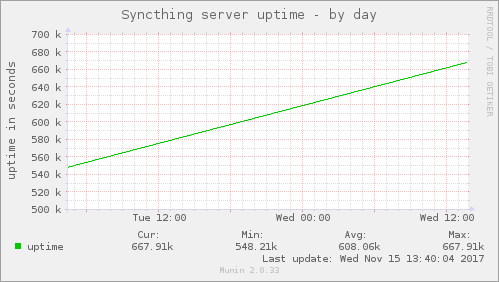 Syncthing server uptime - by day
RRDTOOL / TOBI OETIKER
uptime in seconds
700 k
680 k
660 k
640 k
620 k
600 k
580 k
560 k
540 k
520 k
500 k
Tue 12:00 Wed 00:00 Wed 12:00
Cur: Min: Avg: Max:
uptime 667.91k 548.21k 608.06k 667.91k
Last update: Wed Nov 15 13:40:04 2017
Munin 2.0.33